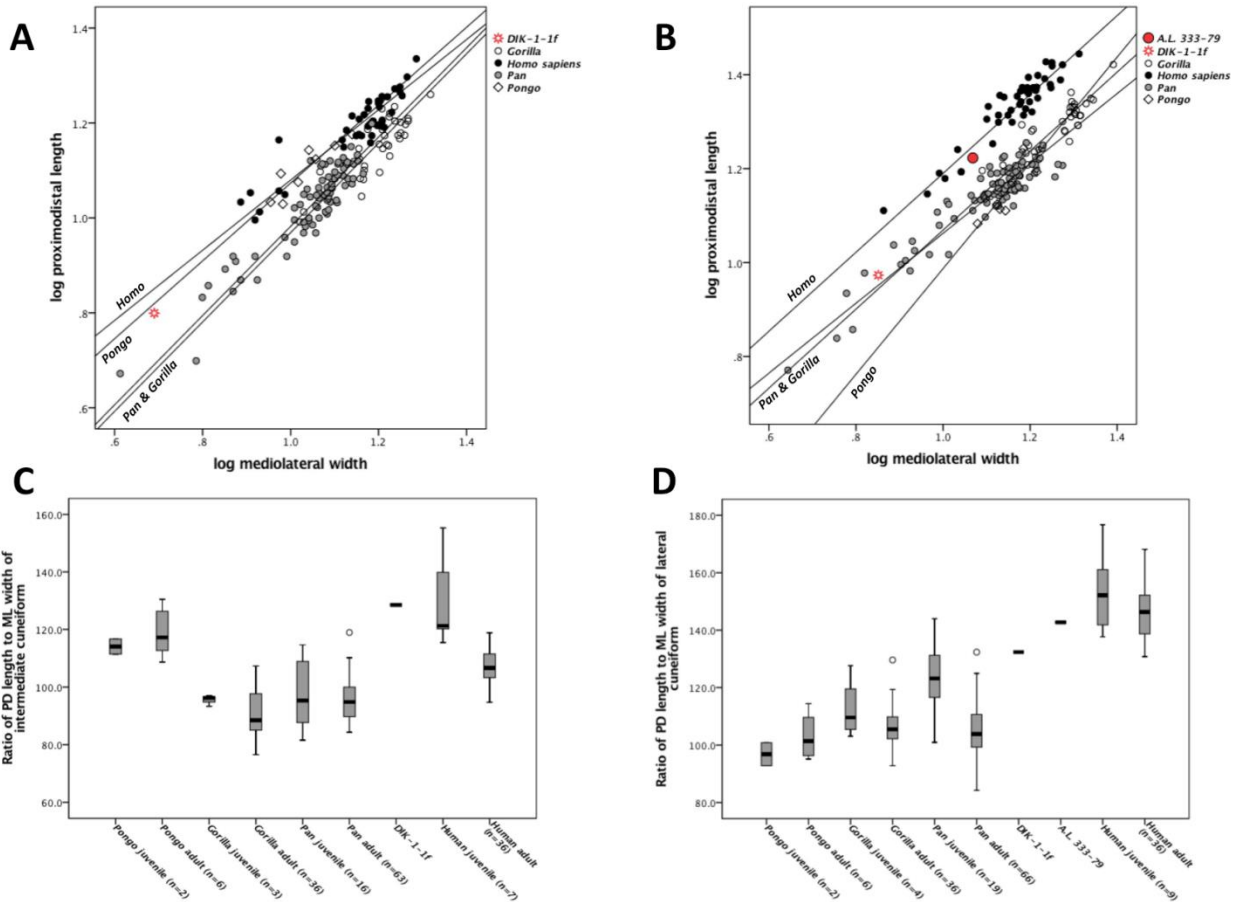 A
1.4
1.2
1.0
.8
.6
.6
.8
1.0
1.2
1.4
log proximodistal length
log mediolateral width
Homo
Pongo
Pan & Gorilla
DIK-1-1f
Gorilla
Homo sapiens
Pan
Pongo
B
1.4
1.2
1.0
.8
.6
.8
1.0
1.2
1.4
log proximodistal length
log mediolateral width
Homo
Pan & Gorilla
Pongo
A.L. 333-79
DIK-1-1f
Gorilla
Homo sapiens
Pan
Pongo
C
160.0
140.0
120.0
100.0
80.0
60.0
Ratio of PD length to ML width of
intermediate cuneiform
Pongo juvenile (n=2)
Pongo adult (n=6)
Gorilla juvenile (n=3)
Gorilla adult (n=36)
Pan juvenile (n=16)
Pan adult (n=63)
DIK-1-1f
Human juvenile (n=7)
Human adult
(n=36)
D
180.0
160.0
140.0
120.0
100.0
80.0
Ratio of PD length to ML width of lateral
cuneiform
Pongo juvenile (n=2)
Pongo adult (n=6)
Gorilla juvenile (n=4)
Gorilla adult (n=36)
Pan juvenile (n=19)
Pan adult (n=66)
DIK-1-1f
A.L. 333-79
Human juvenile (n=9)
Human adult
(n=36)